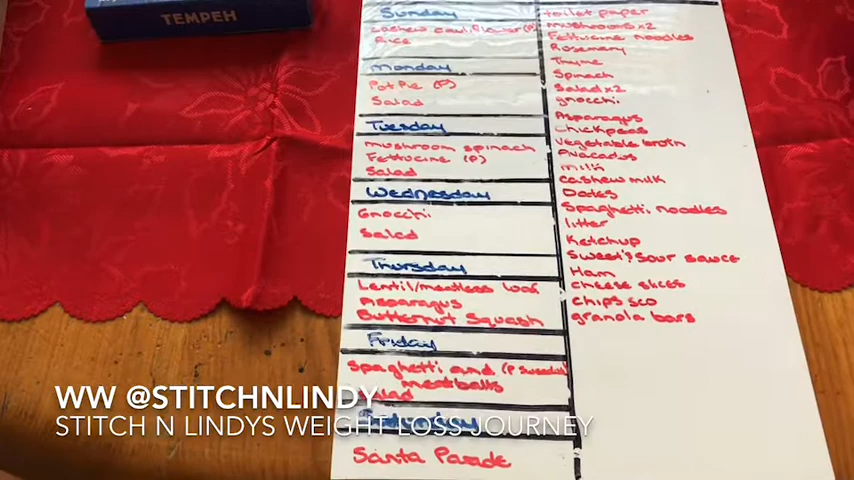 TEMPEH
Sunday
cashew cauliflower (P)
Rice
Monday
Pot Pie (P)
Salad
Tuesday
mushroom spinach
Fettucine (P)
Salad
Wednesday
Gnocchi
Salad
Thursday
Lentil/meatless loaf
Asparagus
Butternut Squash
Friday
Spaghetti and
meatballs
Salad
Saturday
Santa Parade
toilet paper
mushrooms x2
Fettucine noodles
Rosemary
Thyme
Spinach
Salad x2
gnocchi
Asparagus
Chickpeas
Vegetable broth
Avacados
milk
cashew milk
Dates
Spaghetti noodles
litter
Ketchup
Sweet & Sour sauce
Ham
cheese slices
chips SCO
granola bars
WW @STITCHNLINDY
STITCH N LINDYS WEIGHT LOSS JOURNEY